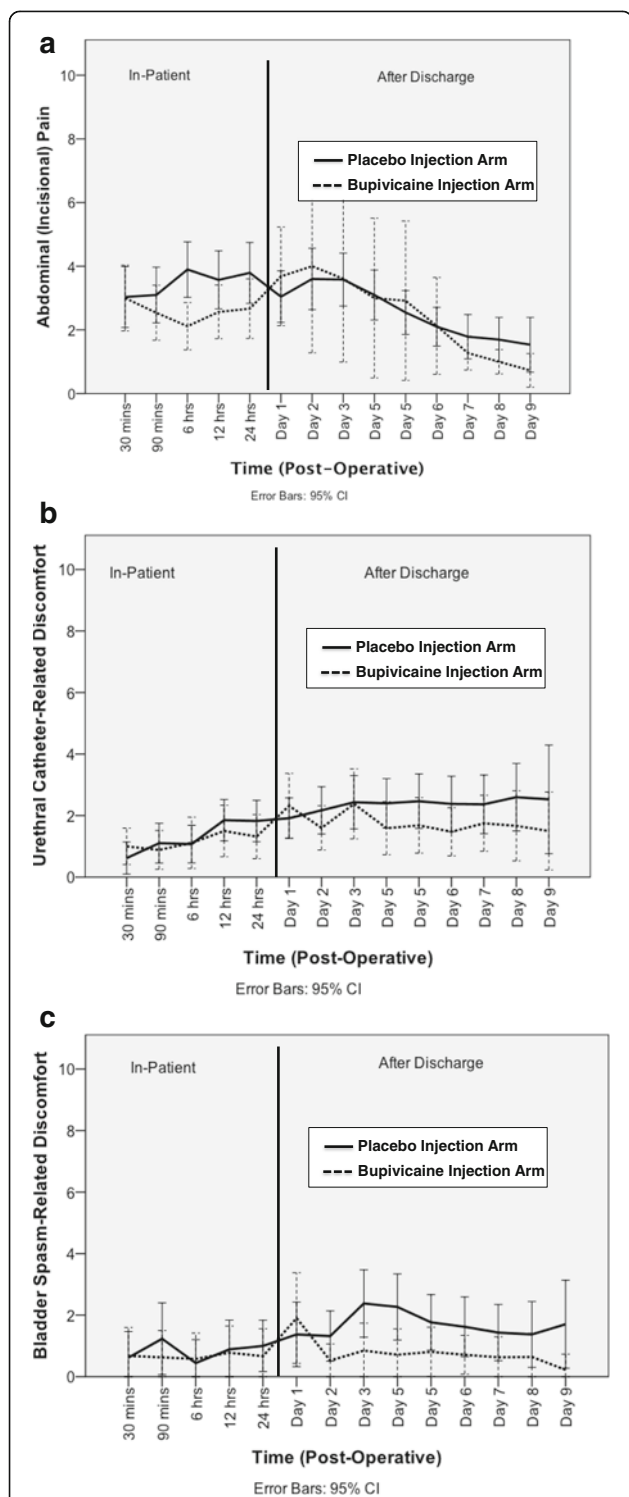 a
In-Patient
After Discharge
Placebo Injection Arm
Bupivicaine Injection Arm
Abdominal (Incisional) Pain
10
8
6
4
2
0
30 mins
90 mins
6 hrs
12 hrs
24 hrs
Day 1
Day 2
Day 3
Day 5
Day 5
Day 6
Day 7
Day 8
Day 9
Time (Post-Operative)
Error Bars: 95% CI
b
In-Patient
After Discharge
Placebo Injection Arm
Bupivicaine Injection Arm
Urethral Catheter-Related Discomfort
10
8
6
4
2
0
30 mins
90 mins
6 hrs
12 hrs
24 hrs
Day 1
Day 2
Day 3
Day 5
Day 5
Day 6
Day 7
Day 8
Day 9
Time (Post-Operative)
Error Bars: 95% CI
c
In-Patient
After Discharge
Placebo Injection Arm
Bupivicaine Injection Arm
Bladder Spasm-Related Discomfort
10
8
6
4
2
0
30 mins
90 mins
6 hrs
12 hrs
24 hrs
Day 1
Day 2
Day 3
Day 5
Day 5
Day 6
Day 7
Day 8
Day 9
Time (Post-Operative)
Error Bars: 95% CI